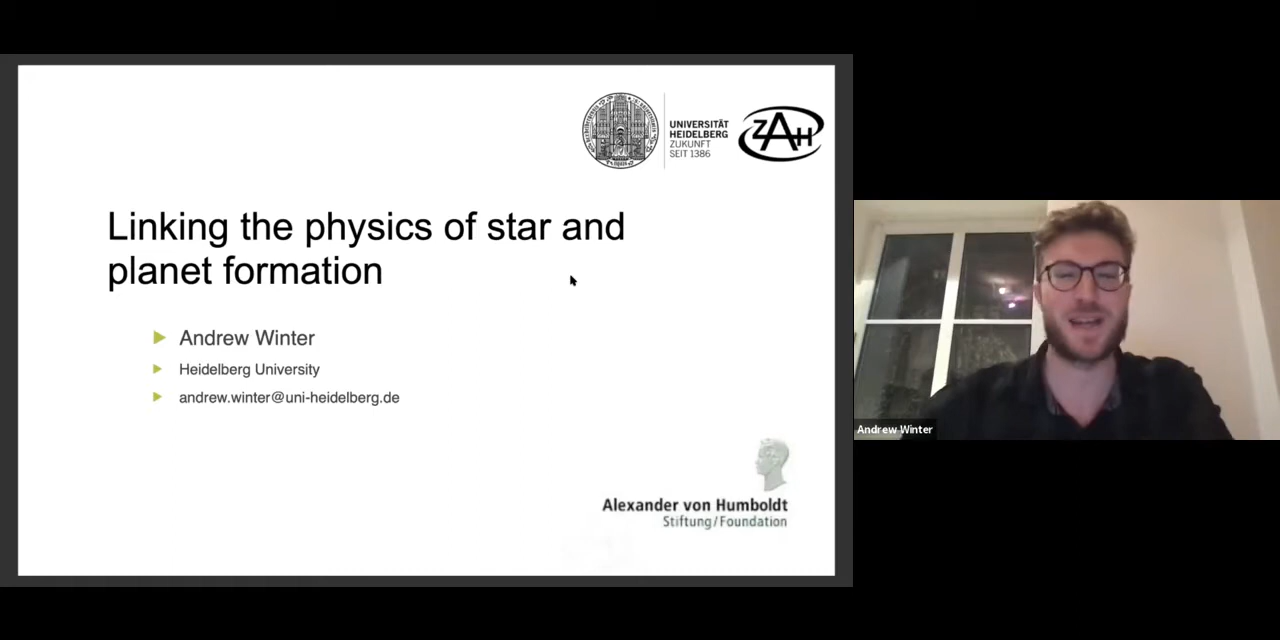 UNIVERSITÄT
HEIDELBERG
ZUKUNFT
SEIT 1386
ZAH
Linking the physics of star and
planet formation
Andrew Winter
Heidelberg University
andrew.winter@uni-heidelberg.de
Alexander von Humboldt
Stiftung/Foundation
Andrew Winter